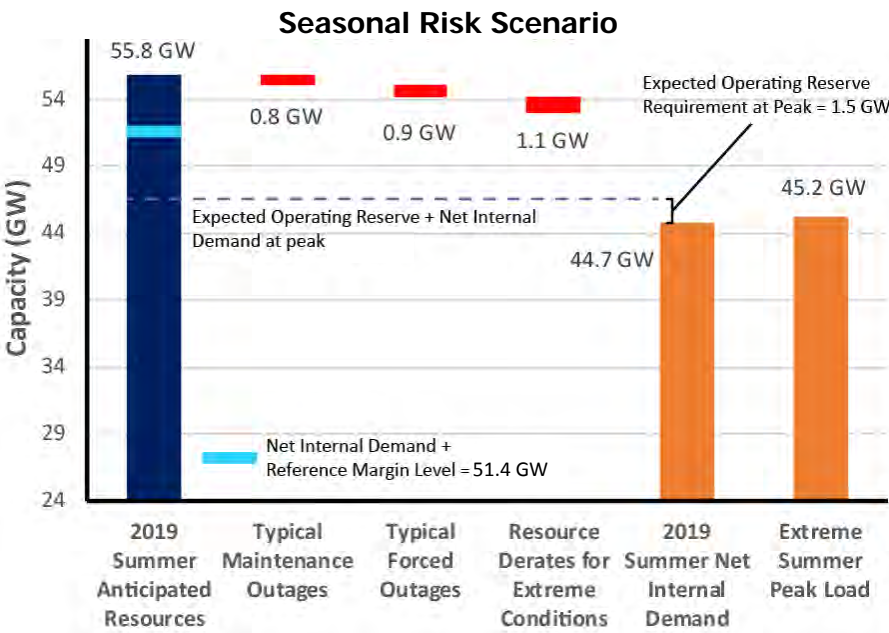 Seasonal Risk Scenario
55.8 GW
Expected Operating Reserve
Requirement at Peak = 1.5 GW
54
0.8 GW
0.9 GW
1.1 GW
49
45.2 GW
Expected Operating Reserve + Net Internal
Demand at peak
44
44.7 GW
Capacity (GW)
39
34
29
Net Internal Demand +
Reference Margin Level = 51.4 GW
24
2019
Summer
Anticipated
Resources
Typical
Maintenance
Outages
Typical
Forced
Outages
Resource
Derates for
Extreme
Conditions
2019
Summer Net
Internal
Demand
Extreme
Summer
Peak Load